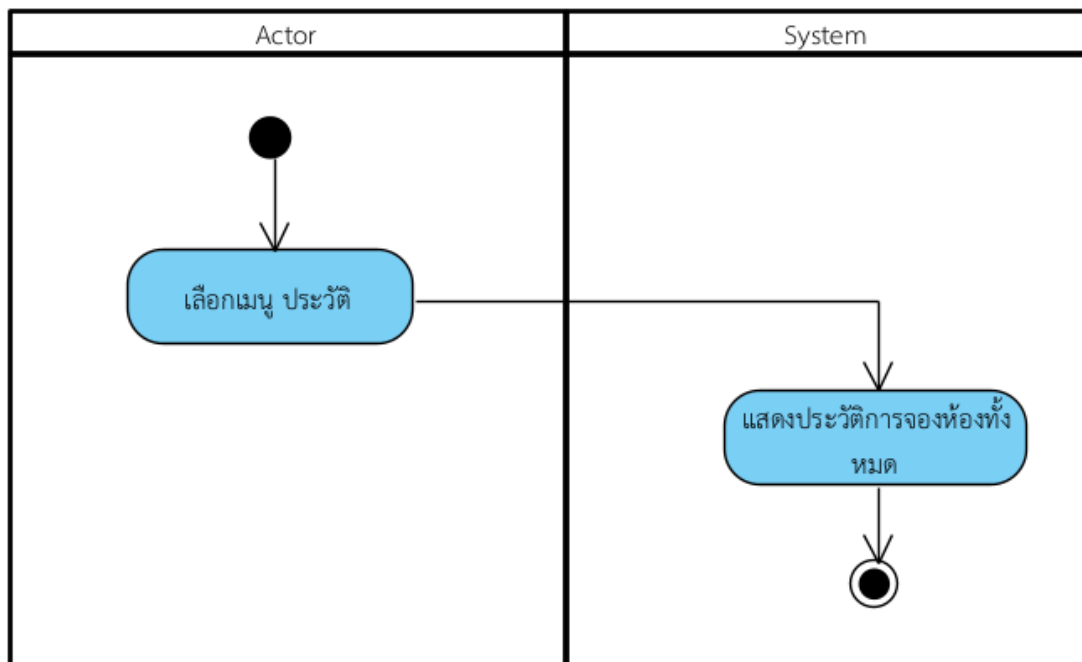 Actor
System
เลือกเมนู ประวัติ
แสดงประวัติการจองห้องทั้ง
หมด